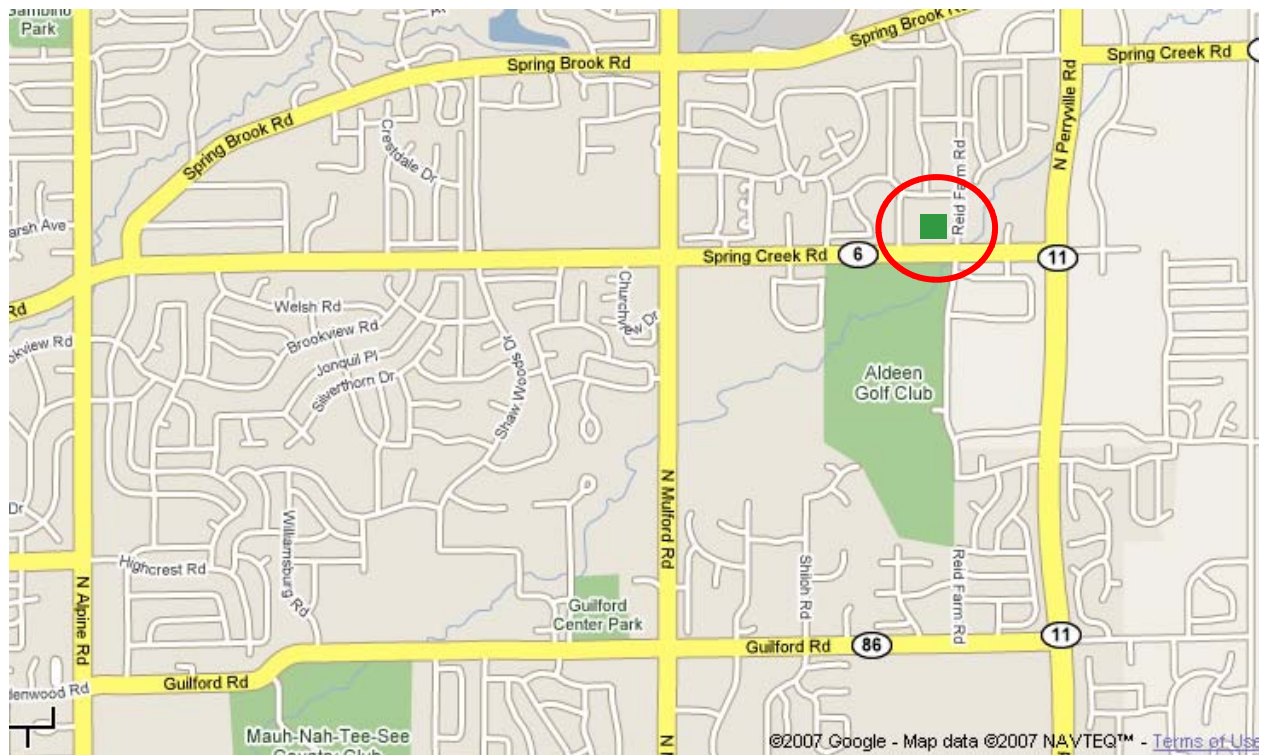 Gambino
Park
Spring Brook Rd
Spring Brook Rd
Spring Creek Rd
N Perryville Rd
Spring Brook Rd
Crestdale Dr
Reid Farm Rd
arsh Ave
Spring Creek Rd
6
11
Rd
Welsh Rd
Churchview Dr
Brookview Rd
okview Rd
Jonquil Pl
Silverthorn Dr
Shaw Woods Dr
Aldeen
Golf Club
N Mulford Rd
Dr
Williamsburg Rd
Highcrest Rd
Shiloh Rd
Reid Farm Rd
N Alpine Rd
Guilford
Center Park
11
Guilford Rd
86
denwood Rd
Guilford Rd
Mauh-Nah-Tee-See
Country Club
N
©2007 Google - Map data ©2007 NAVTEQ™ - Terms of Use